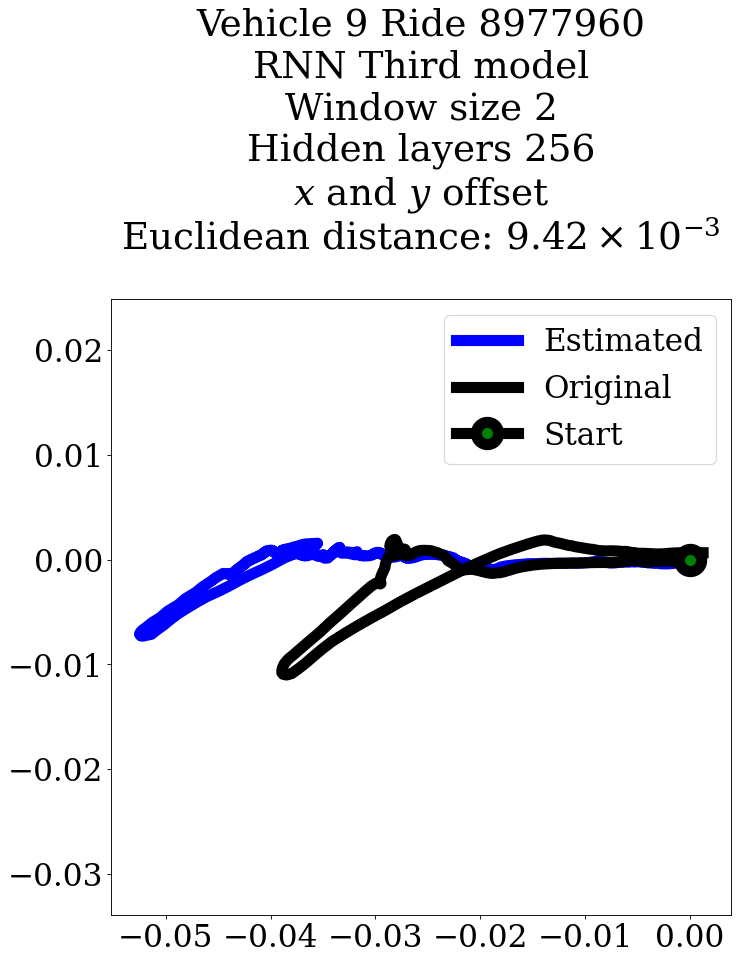 Vehicle 9 Ride 8977960
RNN Third model
Window size 2
Hidden layers 256
x and y offset
Euclidean distance: 9.42 × 10⁻³
Estimated
Original
Start
0.02
0.01
0.00
−0.01
−0.02
−0.03
−0.05 −0.04 −0.03 −0.02 −0.01 0.00